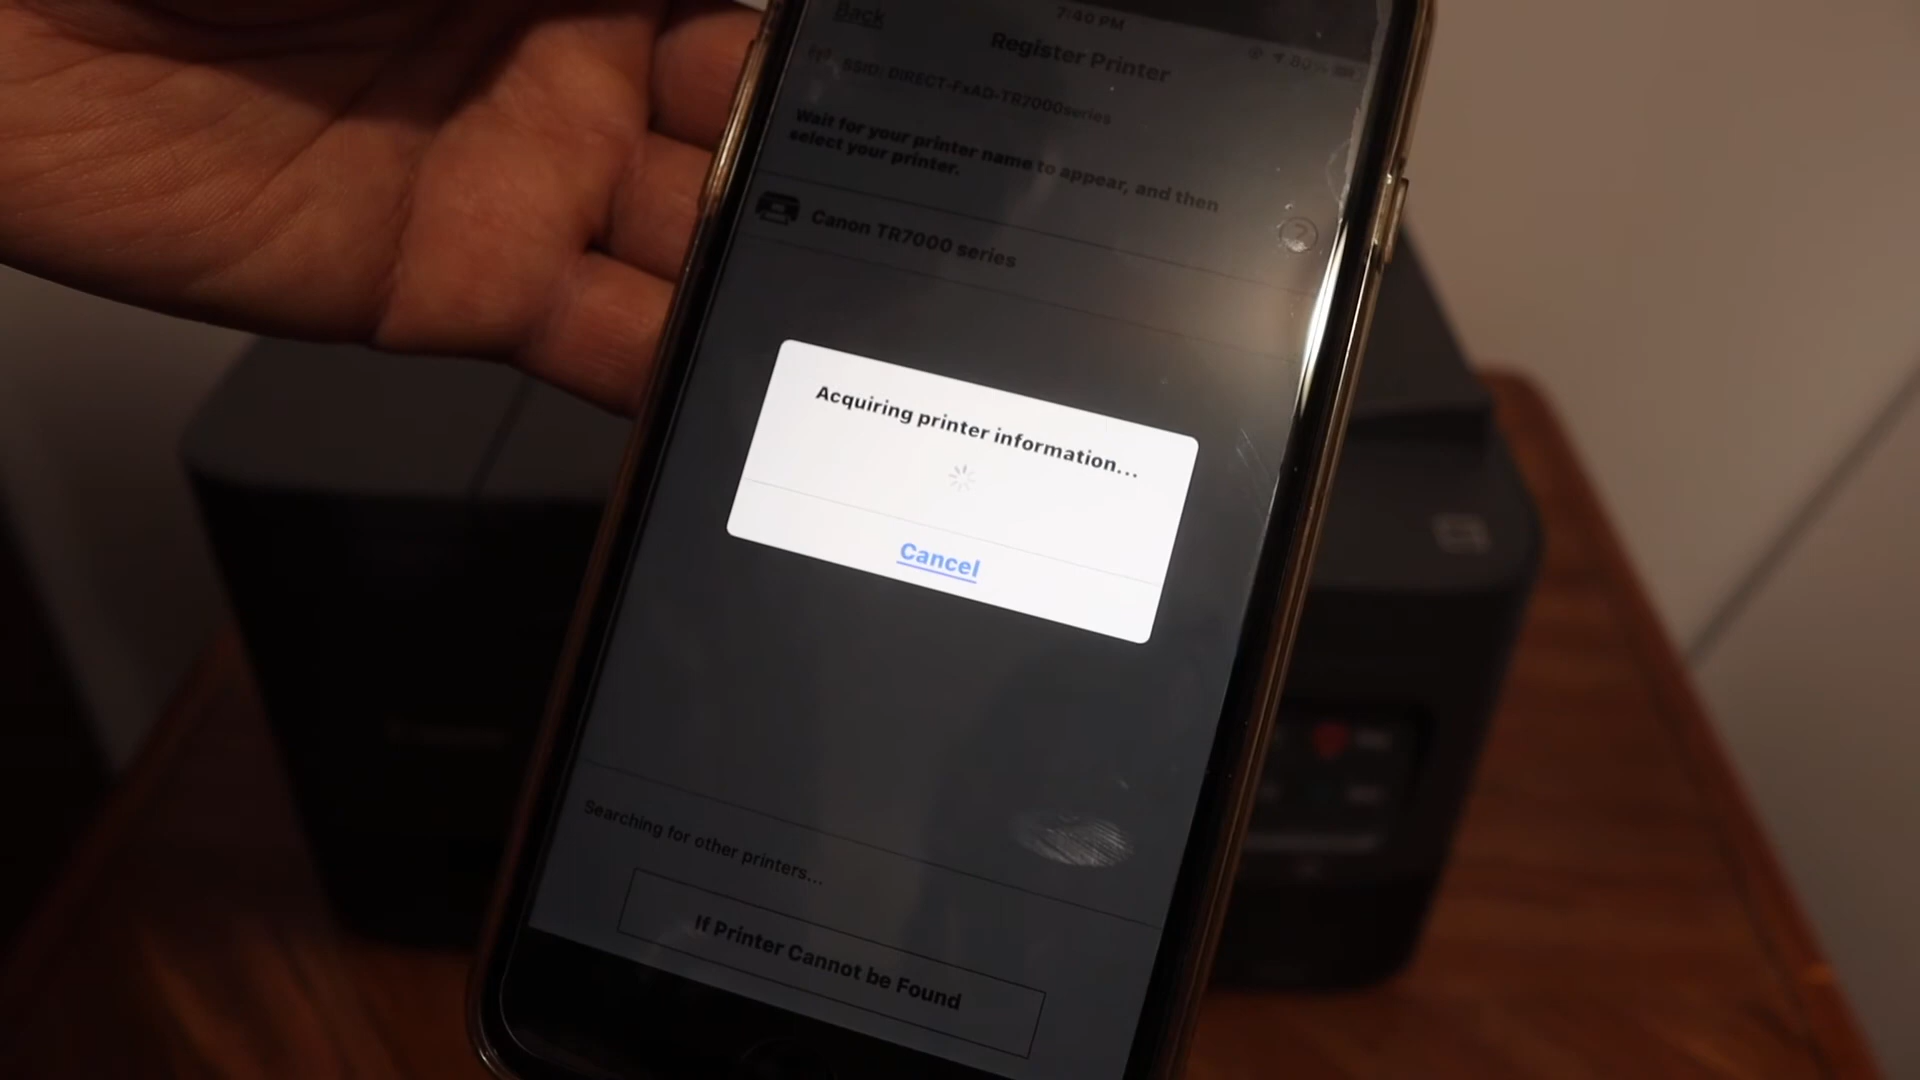 Back
7:40 PM
80%
Register Printer
SSID: DIRECT-FxAD-TR7000series
Wait for your printer name to appear, and then
select your printer.
?
Canon TR7000 series
Acquiring printer information...
Cancel
Searching for other printers...
If Printer Cannot be Found